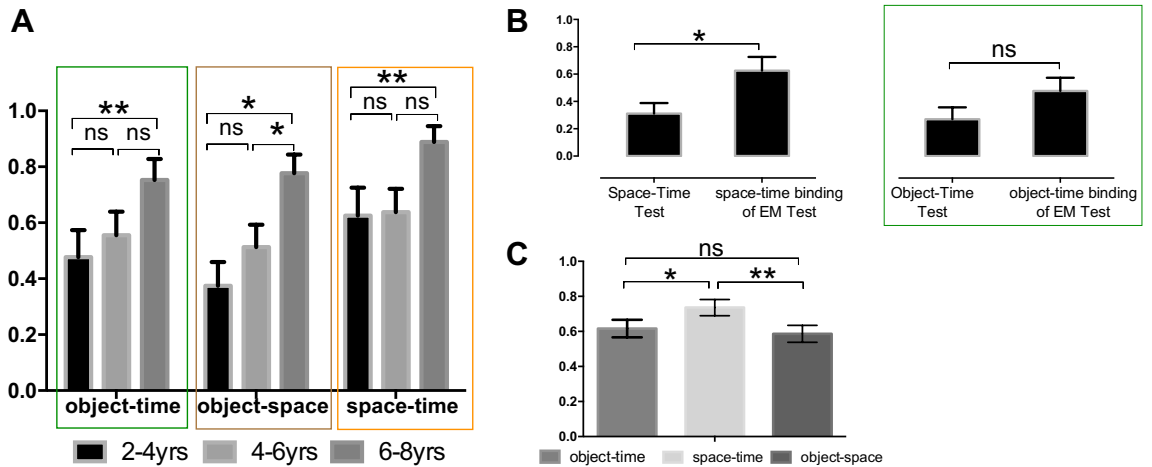 A
1.0
0.8
0.6
0.4
0.2
0.0
**
ns ns
*
ns *
**
ns ns
object-time object-space space-time
2-4yrs 4-6yrs 6-8yrs
B
1.0
0.8
0.6
0.4
0.2
0.0
*
Space-Time space-time binding
Test of EM Test
ns
Object-Time object-time binding
Test of EM Test
C
1.0
0.8
0.6
0.4
0.2
0.0
ns
* **
object-time space-time object-space